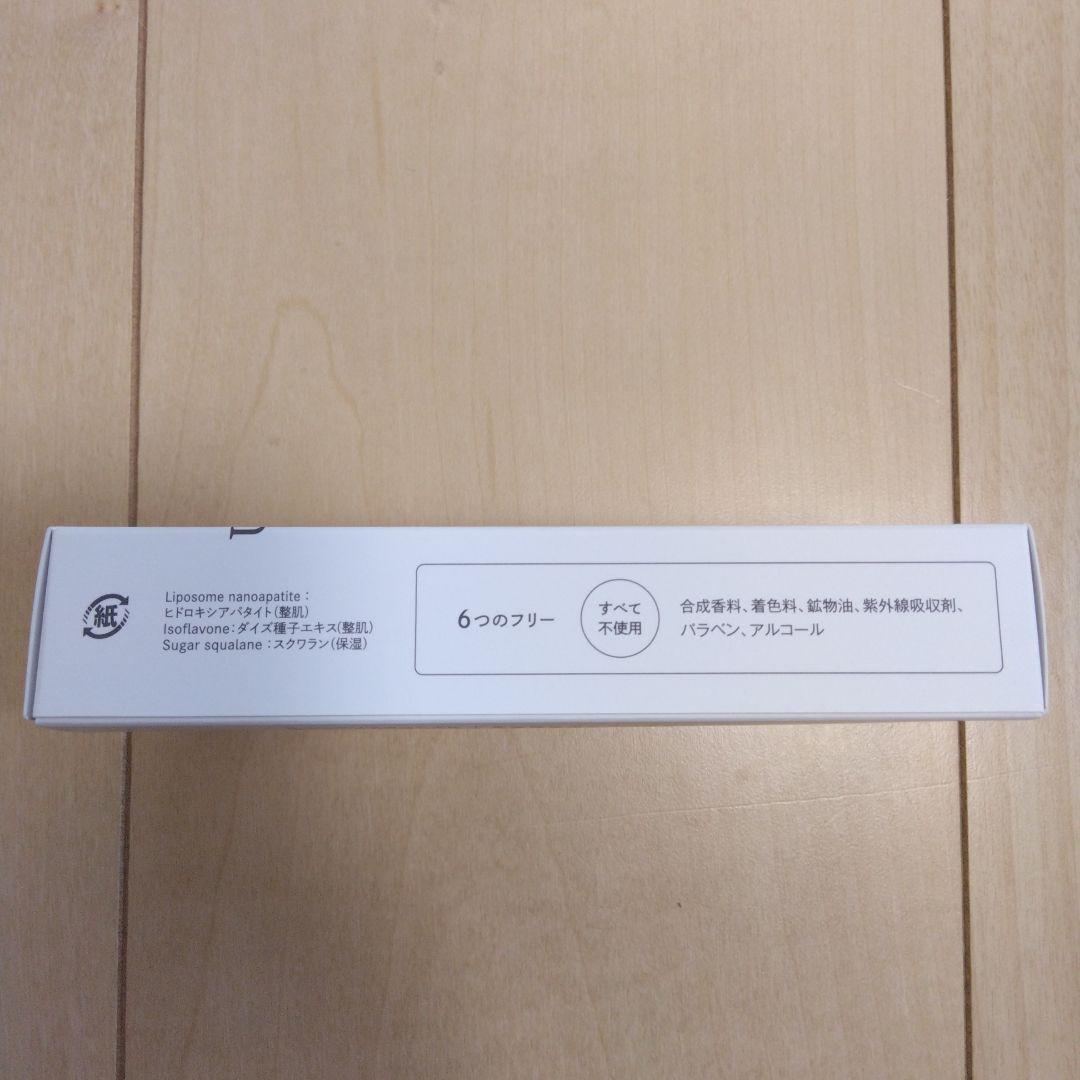 紙
Liposome nanoapatite :
ヒドロキシアパタイト(整肌)
Isoflavone:ダイズ種子エキス(整肌)
Sugar squalane :スクワラン(保湿)
6つのフリー
すべて
不使用
合成香料、着色料、鉱物油、紫外線吸収剤、
パラベン、アルコール